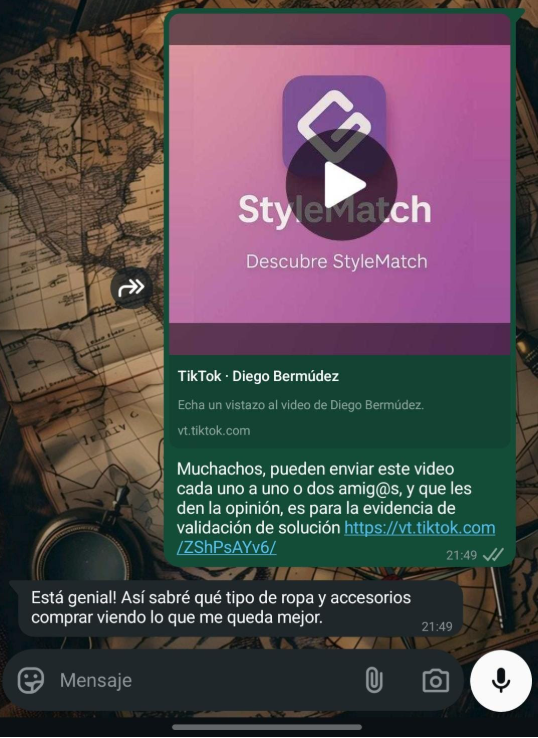 StyleMatch
Descubre StyleMatch
TikTok · Diego Bermúdez
Echa un vistazo al video de Diego Bermúdez.
vt.tiktok.com
Muchachos, pueden enviar este video
cada uno a uno o dos amig@s, y que les
den la opinión, es para la evidencia de
validación de solución https://vt.tiktok.com
/ZShPsAYv6/
21:49
Está genial! Así sabré qué tipo de ropa y accesorios
comprar viendo lo que me queda mejor.
21:49
Mensaje